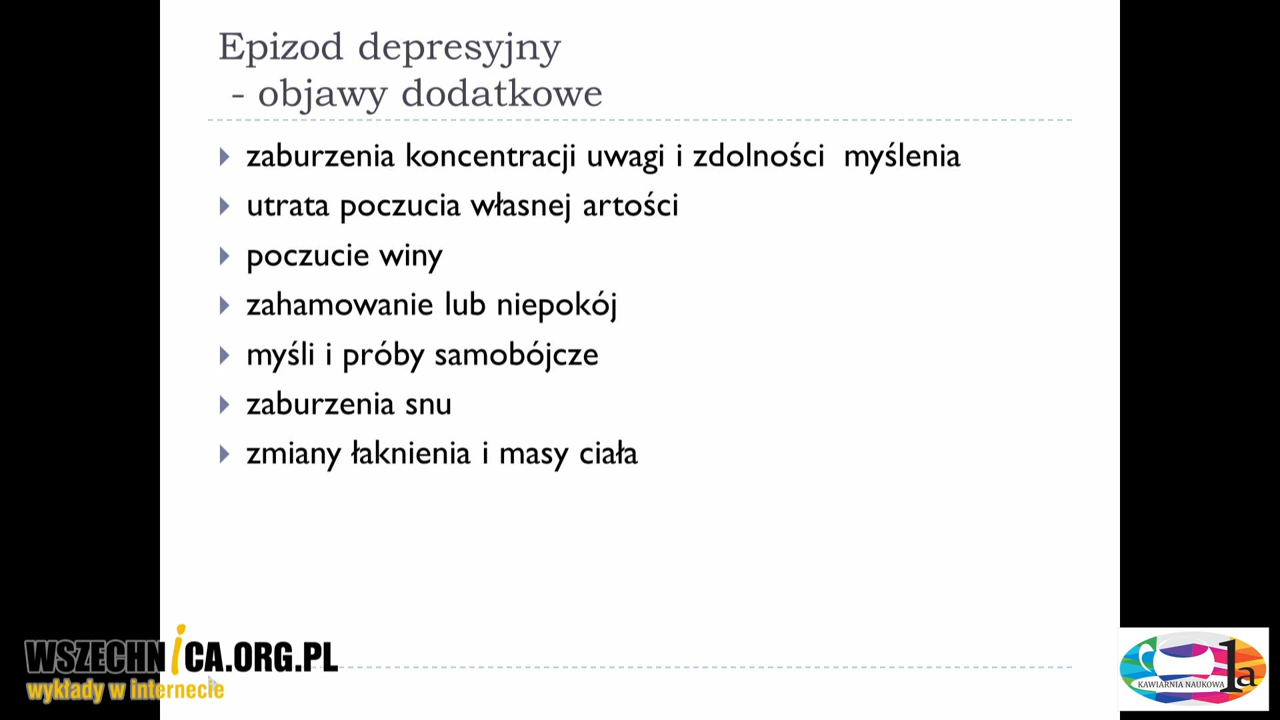 Epizod depresyjny
- objawy dodatkowe
zaburzenia koncentracji uwagi i zdolności myślenia
utrata poczucia własnej artości
poczucie winy
zahamowanie lub niepokój
myśli i próby samobójcze
zaburzenia snu
zmiany łaknienia i masy ciała
WSZECHNiCA.ORG.PL
wykłady w internecie
KAWIARNIA NAUKOWA 1a